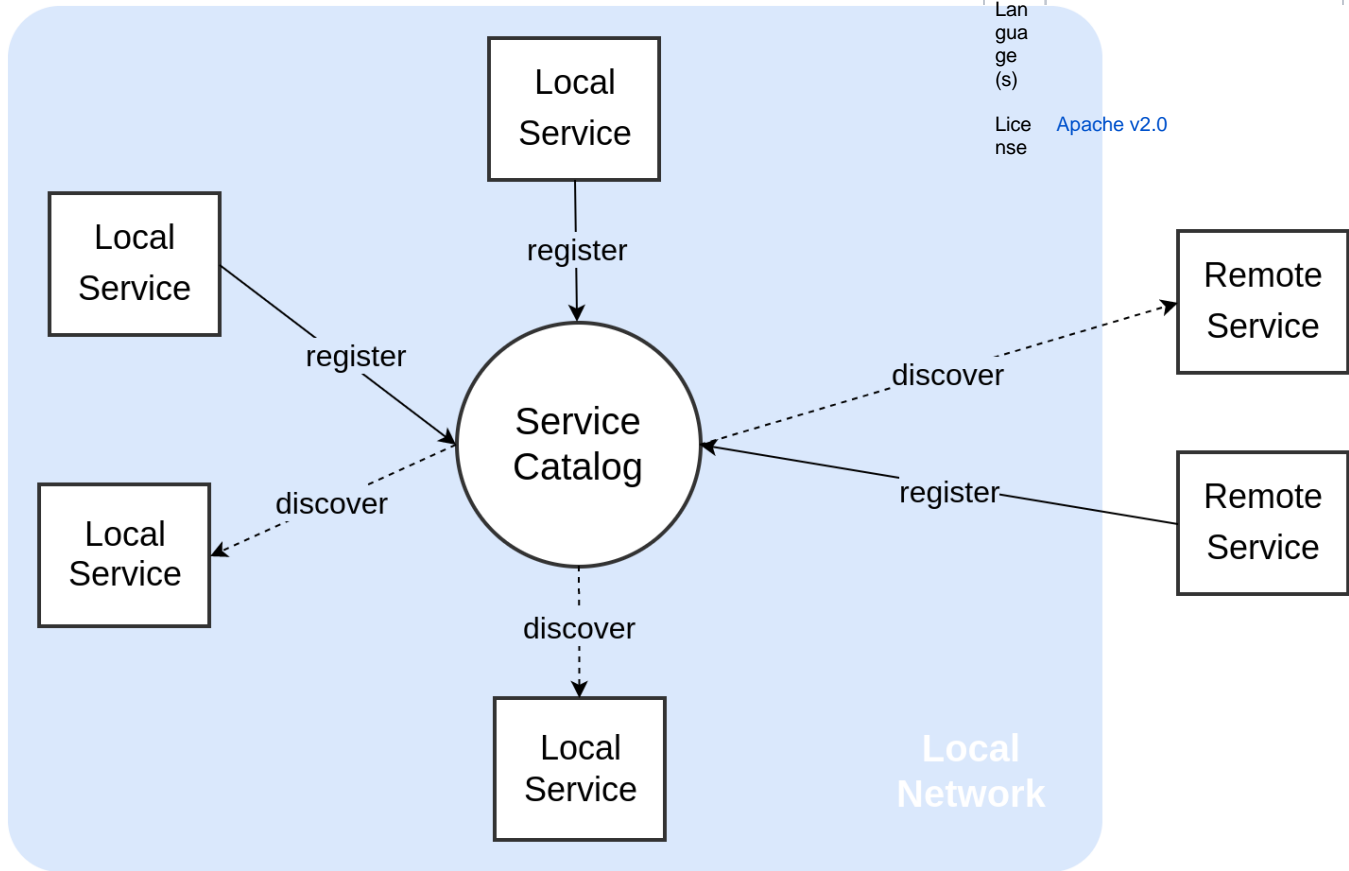 Lan
gua
ge
(s)
Lice
nse
Apache v2.0
Local
Service
Local
Service
register
register
Remote
Service
discover
Service
Catalog
register
Remote
Service
discover
Local
Service
discover
Local
Service
Local
Network